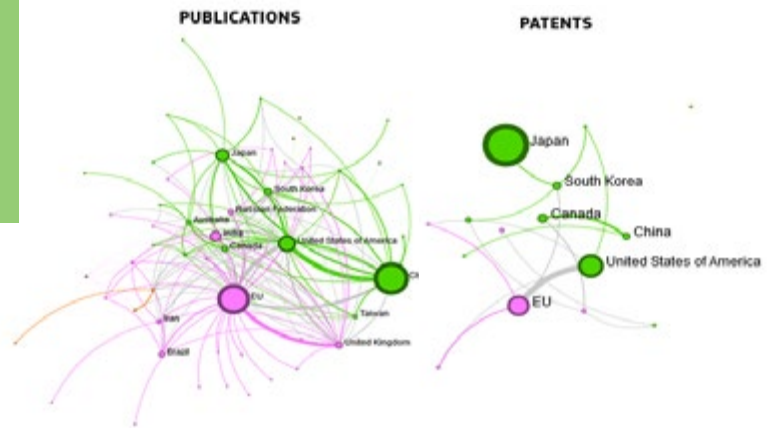 PUBLICATIONS
Japan
South Korea
Russian Federation
Australia
India
United States of America
Canada
Ch
EU
Taiwan
Iran
United Kingdom
Brazil
PATENTS
Japan
South Korea
Canada
China
United States of America
EU